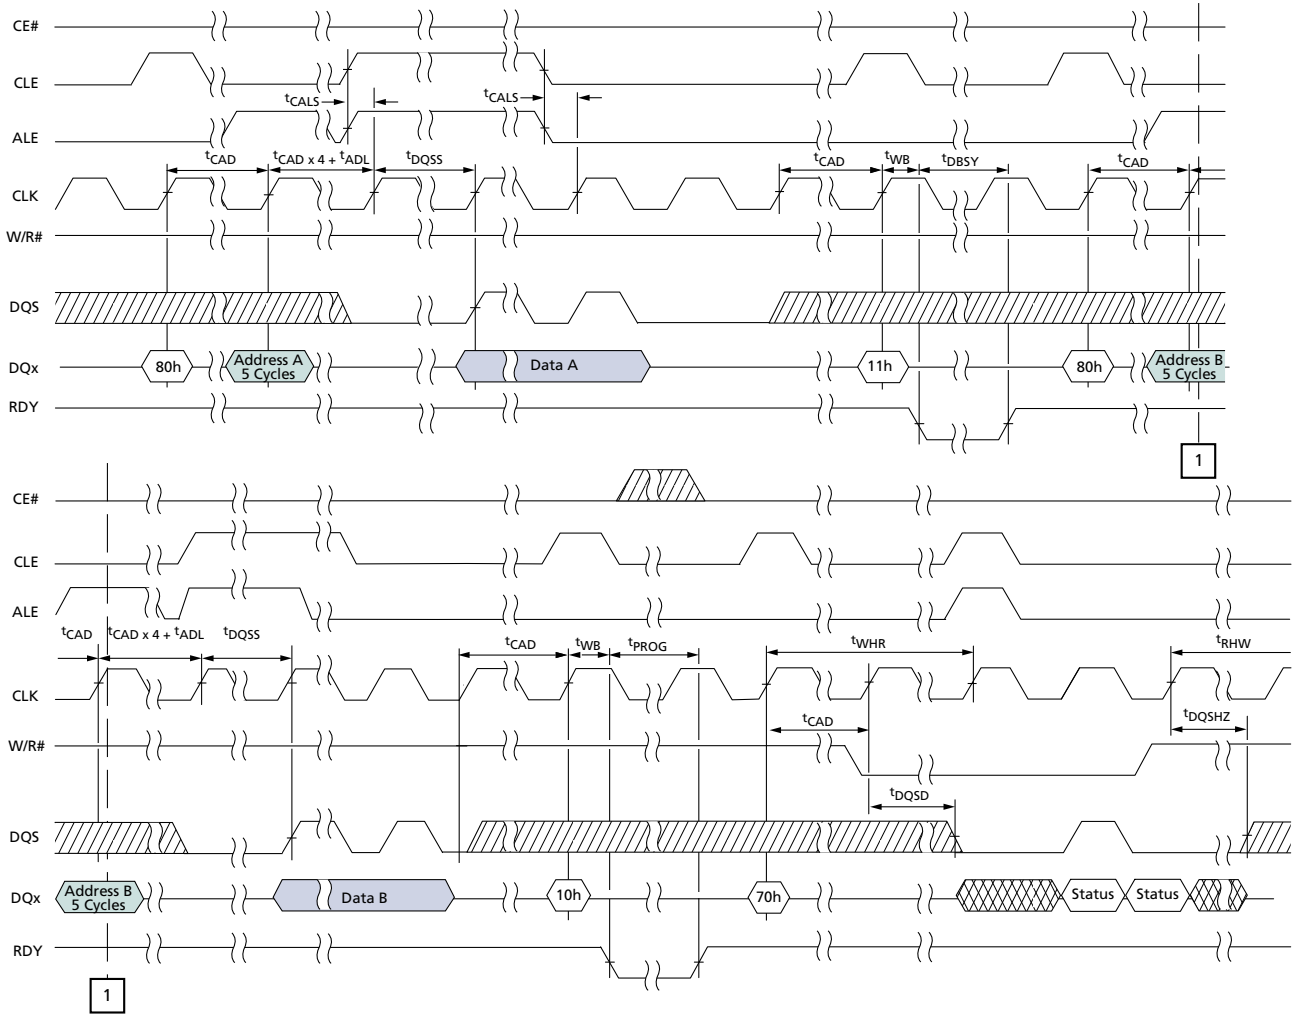 CE#
CLE
tCALS
tCALS
ALE
tCAD
tCAD x 4 + tADL
tDQSS
tCAD
tWB
tDBSY
tCAD
CLK
W/R#
DQS
DQx
80h
Address A
5 Cycles
Data A
11h
80h
Address B
5 Cycles
RDY
1
CE#
CLE
ALE
tCAD
tCAD x 4 + tADL
tDQSS
tCAD
tWB
tPROG
tWHR
tRHW
CLK
tCAD
tDQSHZ
W/R#
tDQSD
DQS
DQx
Address B
5 Cycles
Data B
10h
70h
Status
Status
RDY
1